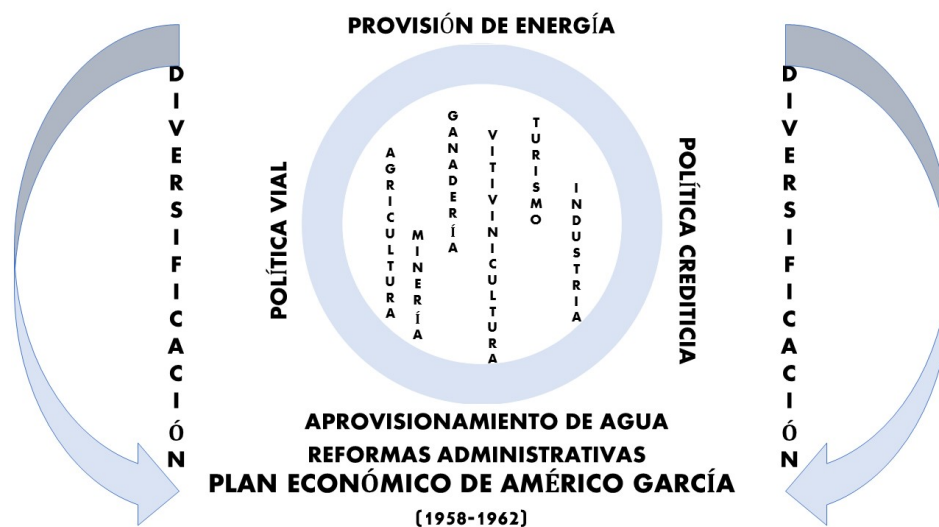 PROVISIÓN DE ENERGÍA
DIVERSIFICACIÓN
POLÍTICA VIAL
AGRICULTURA
MINERÍA
GANADERÍA
VITIVINICULTURA
TURISMO
INDUSTRIA
POLÍTICA CREDITICIA
DIVERSIFICACIÓN
APROVISIONAMIENTO DE AGUA
REFORMAS ADMINISTRATIVAS
PLAN ECONÓMICO DE AMÉRICO GARCÍA
(1958-1962)